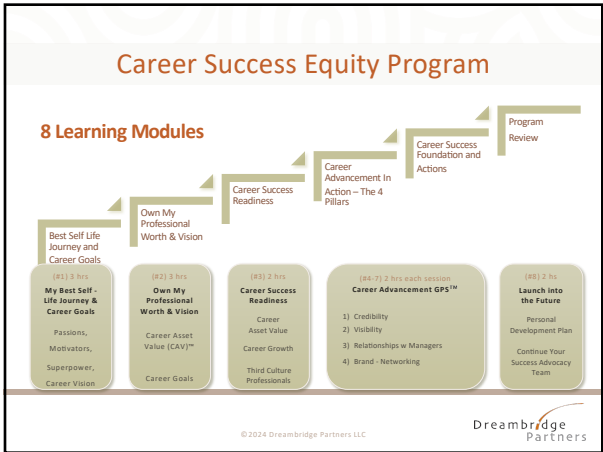 Career Success Equity Program
8 Learning Modules
Best Self Life
Journey and
Career Goals
Own My
Professional
Worth & Vision
Career Success
Readiness
Career
Advancement In
Action – The 4
Pillars
Career Success
Foundation and
Actions
Program
Review
(#1) 3 hrs
My Best Self -
Life Journey &
Career Goals
Passions,
Motivators,
Superpower,
Career Vision
(#2) 3 hrs
Own My
Professional
Worth & Vision
Career Asset
Value (CAV)™
Career Goals
(#3) 2 hrs
Career Success
Readiness
Career
Asset Value
Career Growth
Third Culture
Professionals
(#4-7) 2 hrs each session
Career Advancement GPS℠
1) Credibility
2) Visibility
3) Relationships w Managers
4) Brand - Networking
(#8) 2 hs
Launch into
the Future
Personal
Development Plan
Continue Your
Success Advocacy
Team
©2024 Dreambridge Partners LLC
Dreambridge
Partners